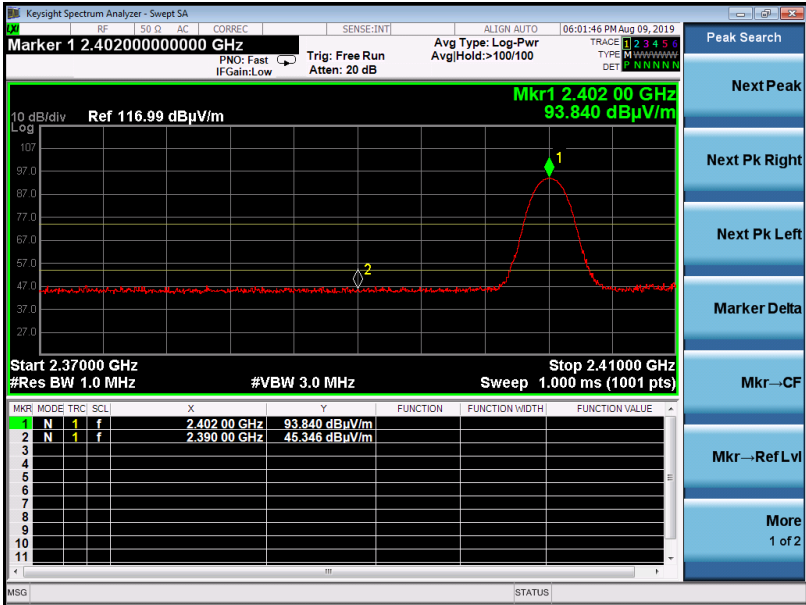 Keysight Spectrum Analyzer - Swept SA
LXI RF 50 Ω AC CORREC SENSE:INT ALIGN AUTO 06:01:46 PM Aug 09, 2019
Marker 1 2.402000000000 GHz
PNO: Fast
IFGain:Low
Trig: Free Run
Atten: 20 dB
Avg Type: Log-Pwr
Avg|Hold:>100/100
TRACE 1 2 3 4 5 6
TYPE M W W W W W
DET P N N N N N
Mkr1 2.402 00 GHz
93.840 dBµV/m
10 dB/div Ref 116.99 dBµV/m
Log
107
97.0
87.0
77.0
67.0
57.0
47.0
37.0
27.0
1
2
Start 2.37000 GHz Stop 2.41000 GHz
#Res BW 1.0 MHz #VBW 3.0 MHz Sweep 1.000 ms (1001 pts)
MKR MODE TRC SCL X Y FUNCTION FUNCTION WIDTH FUNCTION VALUE
1 N 1 f 2.402 00 GHz 93.840 dBµV/m
2 N 1 f 2.390 00 GHz 45.346 dBµV/m
3
4
5
6
7
8
9
10
11
MSG STATUS
Peak Search
Next Peak
Next Pk Right
Next Pk Left
Marker Delta
Mkr→CF
Mkr→Ref Lvl
More
1 of 2